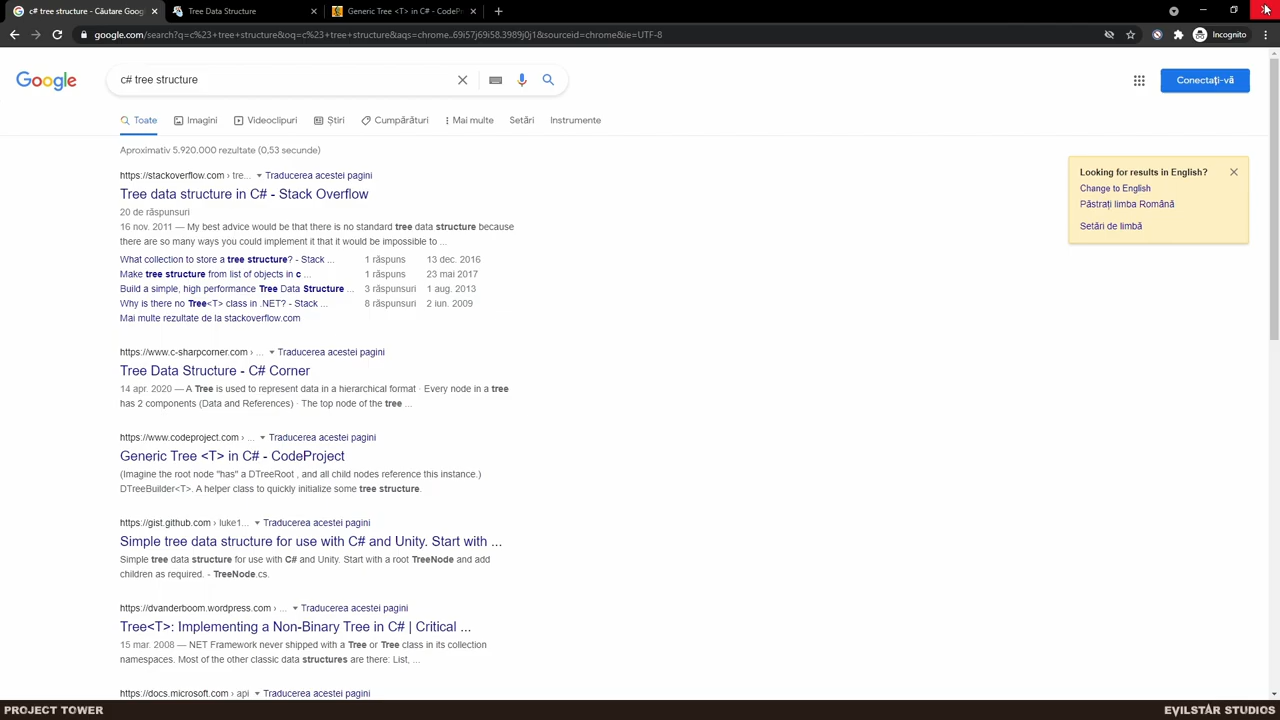 c# tree structure - Căutare Googl
Tree Data Structure
Generic Tree <T> in C# - CodeP
google.com/search?q=c%23+tree+structure&oq=c%23+tree+structure&aqs=chrome..69i57j69i58.3989j0j1&sourceid=chrome&ie=UTF-8
Incognito
Google
c# tree structure
Conectați-vă
Toate
Imagini
Videoclipuri
Știri
Cumpărături
Mai multe
Setări
Instrumente
Aproximativ 5.920.000 rezultate (0,53 secunde)
https://stackoverflow.com › tre... Traducerea acestei pagini
Tree data structure in C# - Stack Overflow
20 de răspunsuri
16 nov. 2011 — My best advice would be that there is no standard tree data structure because
there are so many ways you could implement it that it would be impossible to ...
What collection to store a tree structure? - Stack ... 1 răspuns 13 dec. 2016
Make tree structure from list of objects in c ... 1 răspuns 23 mai 2017
Build a simple, high performance Tree Data Structure ... 3 răspunsuri 1 aug. 2013
Why is there no Tree<T> class in .NET? - Stack ... 8 răspunsuri 2 iun. 2009
Mai multe rezultate de la stackoverflow.com
https://www.c-sharpcorner.com › ... Traducerea acestei pagini
Tree Data Structure - C# Corner
14 apr. 2020 — A Tree is used to represent data in a hierarchical format · Every node in a tree
has 2 components (Data and References) · The top node of the tree ...
https://www.codeproject.com › ... Traducerea acestei pagini
Generic Tree <T> in C# - CodeProject
(Imagine the root node "has" a DTreeRoot , and all child nodes reference this instance.)
DTreeBuilder<T>. A helper class to quickly initialize some tree structure.
https://gist.github.com › luke1... Traducerea acestei pagini
Simple tree data structure for use with C# and Unity. Start with ...
Simple tree data structure for use with C# and Unity. Start with a root TreeNode and add
children as required. - TreeNode.cs.
https://dvanderboom.wordpress.com › ... Traducerea acestei pagini
Tree<T>: Implementing a Non-Binary Tree in C# | Critical ...
15 mar. 2008 — NET Framework never shipped with a Tree or Tree class in its collection
namespaces. Most of the other classic data structures are there: List, ...
https://docs.microsoft.com › api Traducerea acestei pagini
Looking for results in English?
Change to English
Păstrați limba Română
Setări de limbă
PROJECT TOWER
EVILSTAR STUDIOS